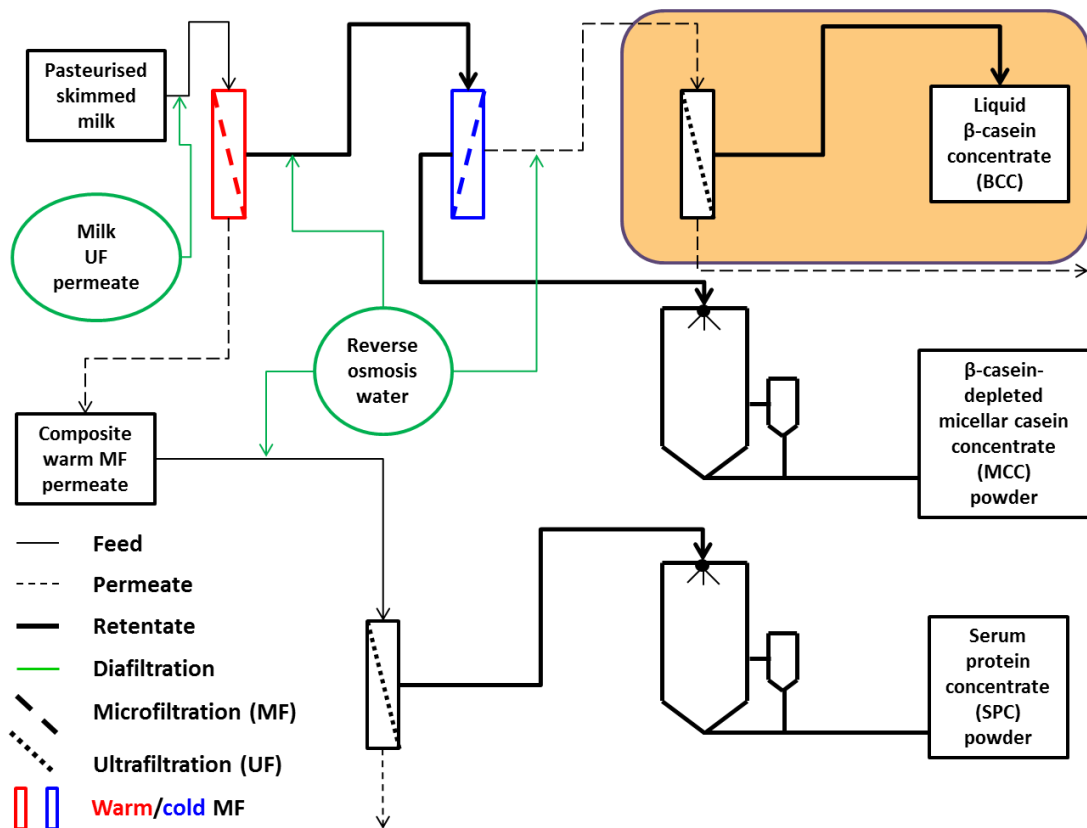 Pasteurised
skimmed
milk
Milk
UF
permeate
Reverse
osmosis
water
Liquid
β-casein
concentrate
(BCC)
β-casein-
depleted
micellar casein
concentrate
(MCC)
powder
Composite
warm MF
permeate
Serum
protein
concentrate
(SPC)
powder
Feed
Permeate
Retentate
Diafiltration
Microfiltration (MF)
Ultrafiltration (UF)
Warm/cold MF